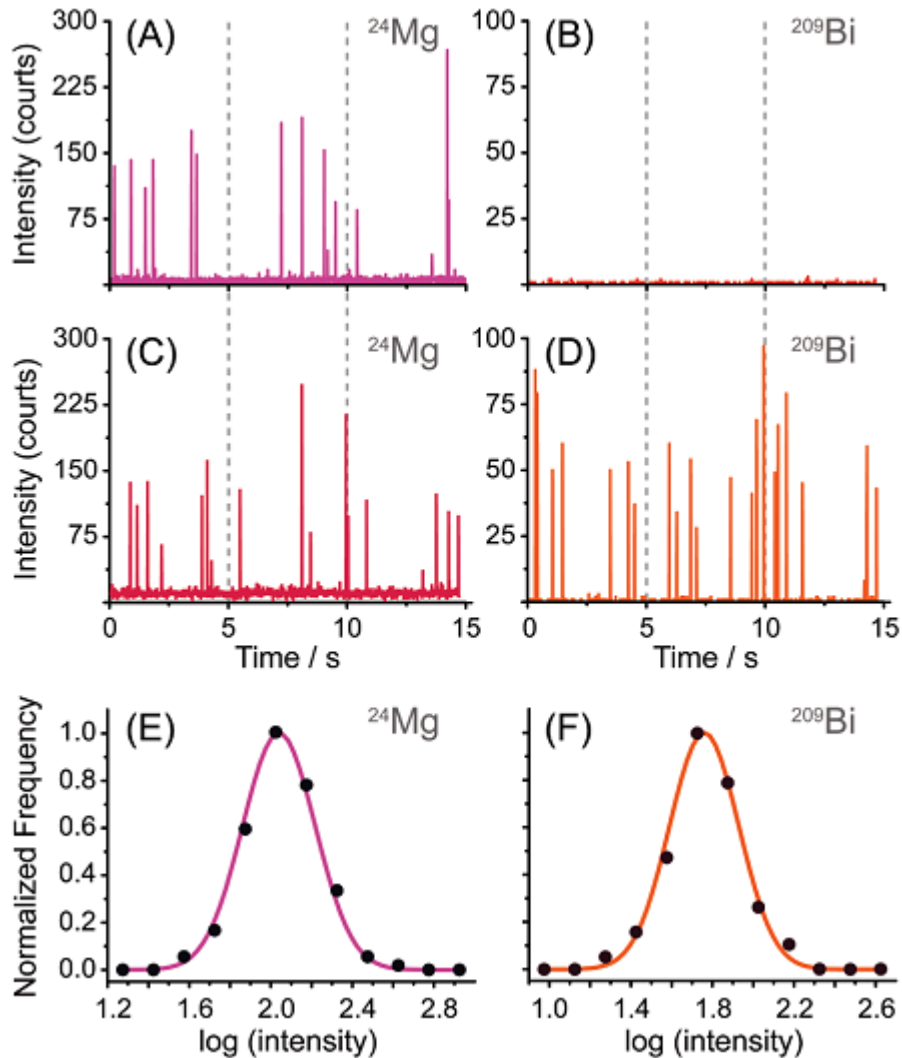 300 (A) ²⁴Mg
225
150
75
Intensity (courts)
100 (B) ²⁰⁹Bi
75
50
25
300 (C) ²⁴Mg
225
150
75
Intensity (courts)
0 5 10 15
Time / s
100 (D) ²⁰⁹Bi
75
50
25
0 5 10 15
Time / s
(E) ²⁴Mg
1.0
0.8
0.6
0.4
0.2
0.0
Normalized Frequency
1.2 1.6 2.0 2.4 2.8
log (intensity)
(F) ²⁰⁹Bi
1.0 1.4 1.8 2.2 2.6
log (intensity)